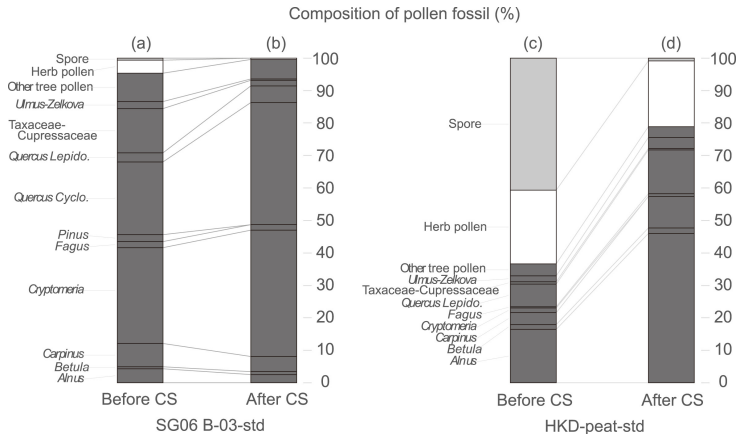 Composition of pollen fossil (%)
(a)
(b)
(c)
(d)
Spore
Herb pollen
Other tree pollen
Ulmus-Zelkova
Taxaceae-
Cupressaceae
Quercus Lepido.
Quercus Cyclo.
Pinus
Fagus
Cryptomeria
Carpinus
Betula
Alnus
100
90
80
70
60
50
40
30
20
10
0
Before CS
After CS
SG06 B-03-std
Spore
Herb pollen
Other tree pollen
Ulmus-Zelkova
Taxaceae-Cupressaceae
Quercus Lepido.
Fagus
Cryptomeria
Carpinus
Betula
Alnus
100
90
80
70
60
50
40
30
20
10
0
Before CS
After CS
HKD-peat-std